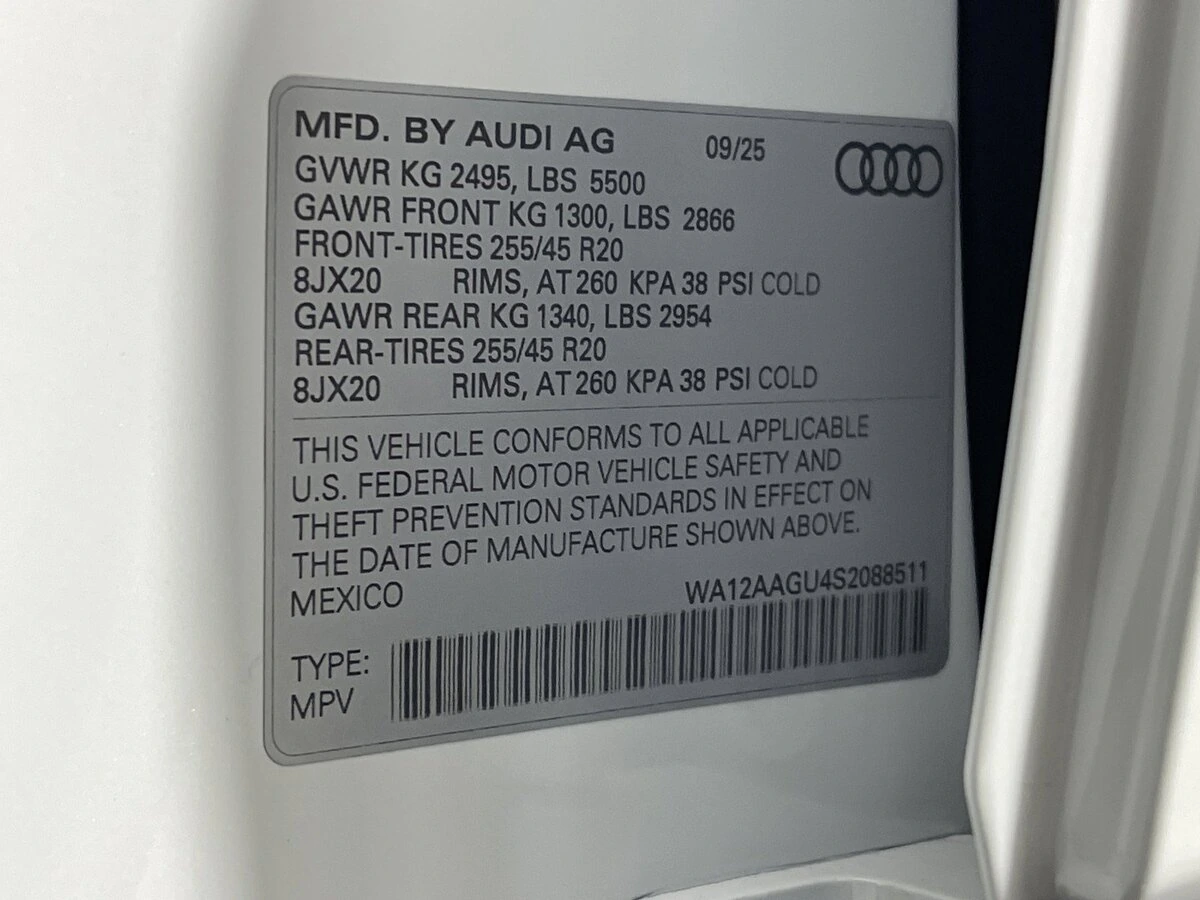 MFD. BY AUDI AG 09/25
GVWR KG 2495, LBS 5500
GAWR FRONT KG 1300, LBS 2866
FRONT-TIRES 255/45 R20
8JX20 RIMS, AT 260 KPA 38 PSI COLD
GAWR REAR KG 1340, LBS 2954
REAR-TIRES 255/45 R20
8JX20 RIMS, AT 260 KPA 38 PSI COLD
THIS VEHICLE CONFORMS TO ALL APPLICABLE
U.S. FEDERAL MOTOR VEHICLE SAFETY AND
THEFT PREVENTION STANDARDS IN EFFECT ON
THE DATE OF MANUFACTURE SHOWN ABOVE.
MEXICO WA12AAGU4S2088511
TYPE:
MPV